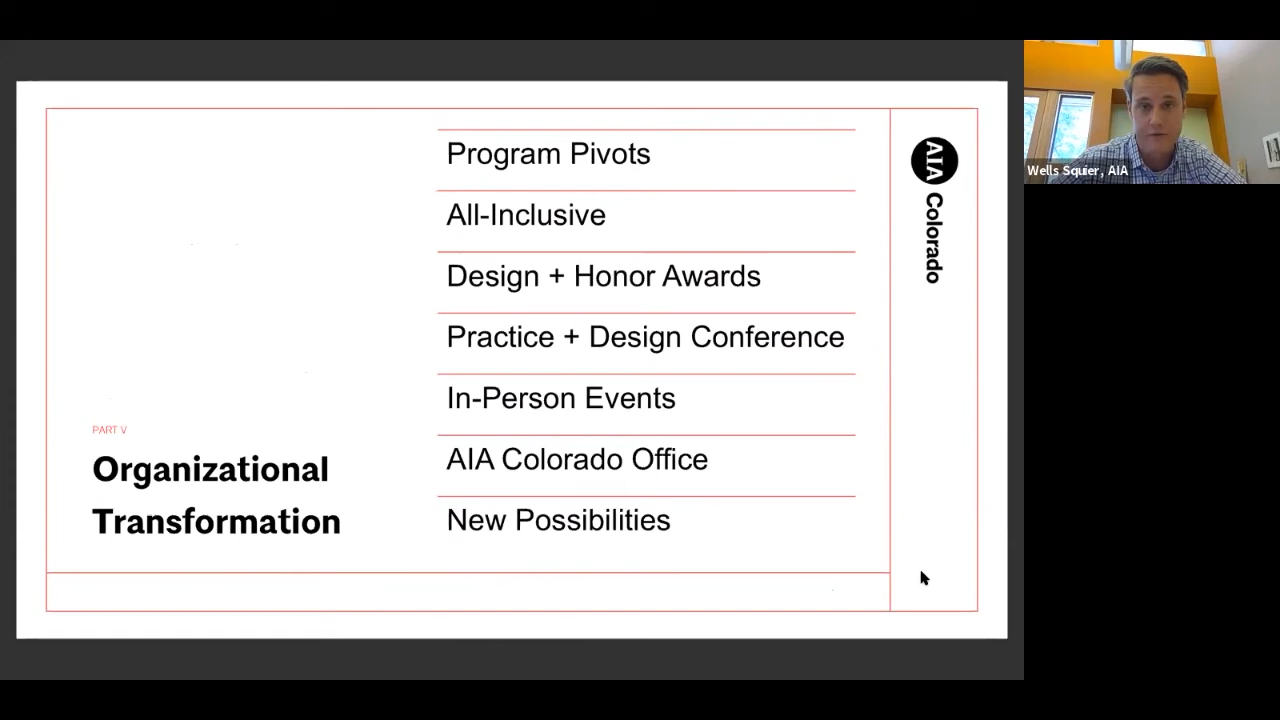 PART V
Organizational
Transformation
Program Pivots
All-Inclusive
Design + Honor Awards
Practice + Design Conference
In-Person Events
AIA Colorado Office
New Possibilities
AIA Colorado
Wells Squier, AIA